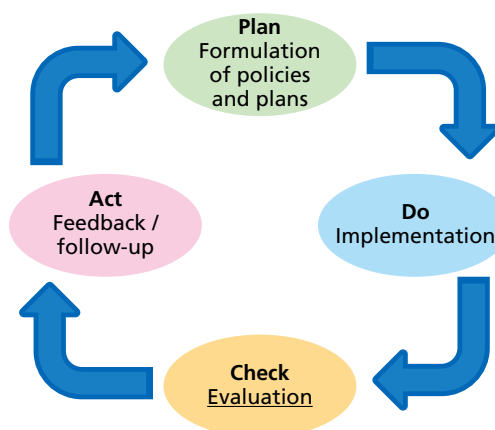 Plan
Formulation
of policies
and plans
Do
Implementation
Check
Evaluation
Act
Feedback /
follow-up